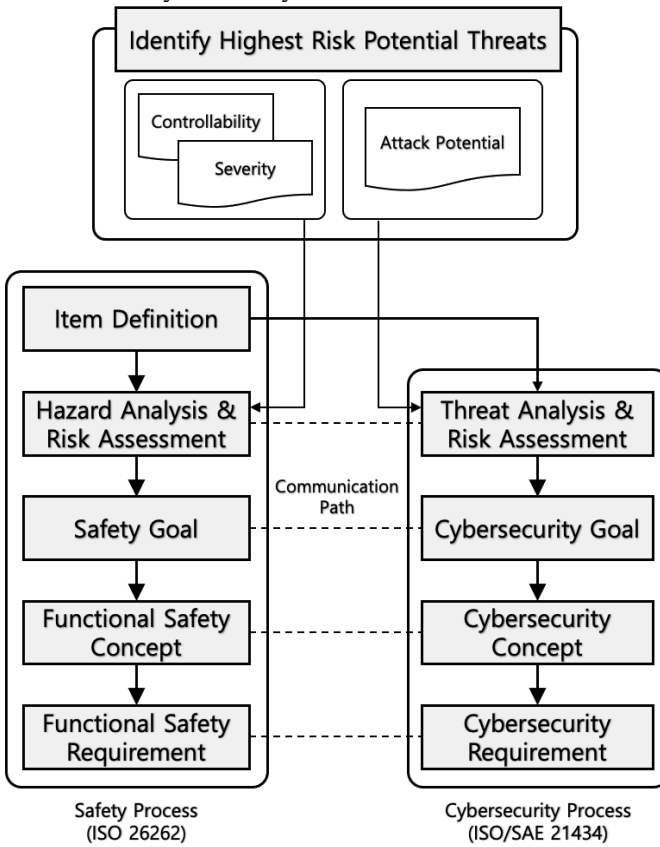 Identify Highest Risk Potential Threats
Controllability
Severity
Attack Potential
Item Definition
Hazard Analysis &
Risk Assessment
Threat Analysis &
Risk Assessment
Communication
Path
Safety Goal
Cybersecurity Goal
Functional Safety
Concept
Cybersecurity
Concept
Functional Safety
Requirement
Cybersecurity
Requirement
Safety Process
(ISO 26262)
Cybersecurity Process
(ISO/SAE 21434)